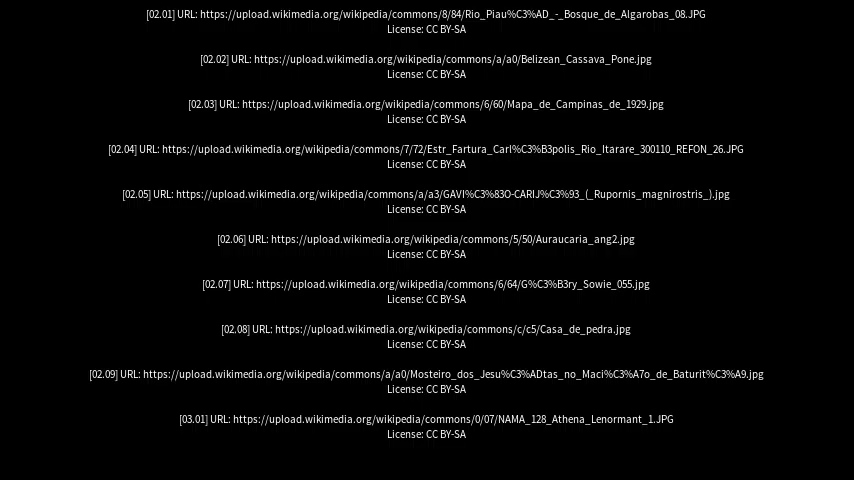 [02.01] URL: https://upload.wikimedia.org/wikipedia/commons/8/84/Rio_Piau%C3%AD_-_Bosque_de_Algarobas_08.JPG
License: CC BY-SA
[02.02] URL: https://upload.wikimedia.org/wikipedia/commons/a/a0/Belizean_Cassava_Pone.jpg
License: CC BY-SA
[02.03] URL: https://upload.wikimedia.org/wikipedia/commons/6/60/Mapa_de_Campinas_de_1929.jpg
License: CC BY-SA
[02.04] URL: https://upload.wikimedia.org/wikipedia/commons/7/72/Estr_Fartura_Carl%C3%B3polis_Rio_Itarare_300110_REFON_26.JPG
License: CC BY-SA
[02.05] URL: https://upload.wikimedia.org/wikipedia/commons/a/a3/GAVI%C3%83O-CARIJ%C3%93_(_Rupornis_magnirostris_).jpg
License: CC BY-SA
[02.06] URL: https://upload.wikimedia.org/wikipedia/commons/5/50/Auraucaria_ang2.jpg
License: CC BY-SA
[02.07] URL: https://upload.wikimedia.org/wikipedia/commons/6/64/G%C3%B3ry_Sowie_055.jpg
License: CC BY-SA
[02.08] URL: https://upload.wikimedia.org/wikipedia/commons/c/c5/Casa_de_pedra.jpg
License: CC BY-SA
[02.09] URL: https://upload.wikimedia.org/wikipedia/commons/a/a0/Mosteiro_dos_Jesu%C3%ADtas_no_Maci%C3%A7o_de_Baturit%C3%A9.jpg
License: CC BY-SA
[03.01] URL: https://upload.wikimedia.org/wikipedia/commons/0/07/NAMA_128_Athena_Lenormant_1.JPG
License: CC BY-SA